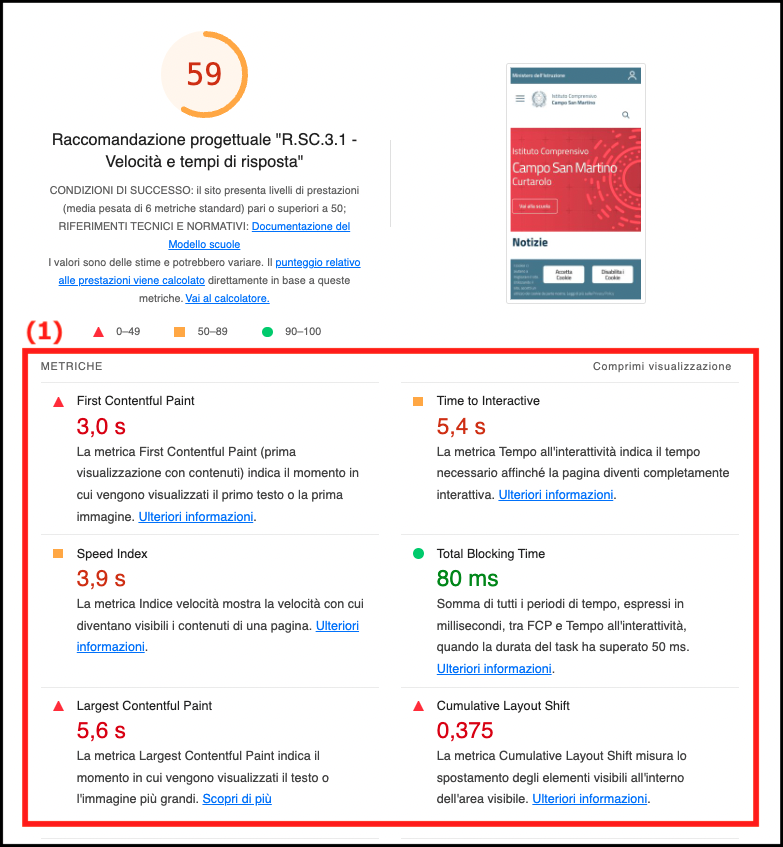 59
Raccomandazione progettuale "R.SC.3.1 -
Velocità e tempi di risposta"
CONDIZIONI DI SUCCESSO: il sito presenta livelli di prestazioni
(media pesata di 6 metriche standard) pari o superiori a 50;
RIFERIMENTI TECNICI E NORMATIVI: Documentazione del
Modello scuole
I valori sono delle stime e potrebbero variare. Il punteggio relativo
alle prestazioni viene calcolato direttamente in base a queste
metriche. Vai al calcolatore.
Ministero dell'Istruzione
Istituto Comprensivo
Campo San Martino
Istituto Comprensivo
Campo San Martino
Curtarolo
Vai alla scuola
Notizie
Accetta
Cookie
Disabilita i
Cookie
(1)
0–49
50–89
90–100
METRICHE
Comprimi visualizzazione
First Contentful Paint
3,0 s
La metrica First Contentful Paint (prima
visualizzazione con contenuti) indica il momento in
cui vengono visualizzati il primo testo o la prima
immagine. Ulteriori informazioni.
Time to Interactive
5,4 s
La metrica Tempo all'interattività indica il tempo
necessario affinché la pagina diventi completamente
interattiva. Ulteriori informazioni.
Speed Index
3,9 s
La metrica Indice velocità mostra la velocità con cui
diventano visibili i contenuti di una pagina. Ulteriori
informazioni.
Total Blocking Time
80 ms
Somma di tutti i periodi di tempo, espressi in
millisecondi, tra FCP e Tempo all'interattività,
quando la durata del task ha superato 50 ms.
Ulteriori informazioni.
Largest Contentful Paint
5,6 s
La metrica Largest Contentful Paint indica il
momento in cui vengono visualizzati il testo o
l'immagine più grandi. Scopri di più
Cumulative Layout Shift
0,375
La metrica Cumulative Layout Shift misura lo
spostamento degli elementi visibili all'interno
dell'area visibile. Ulteriori informazioni.